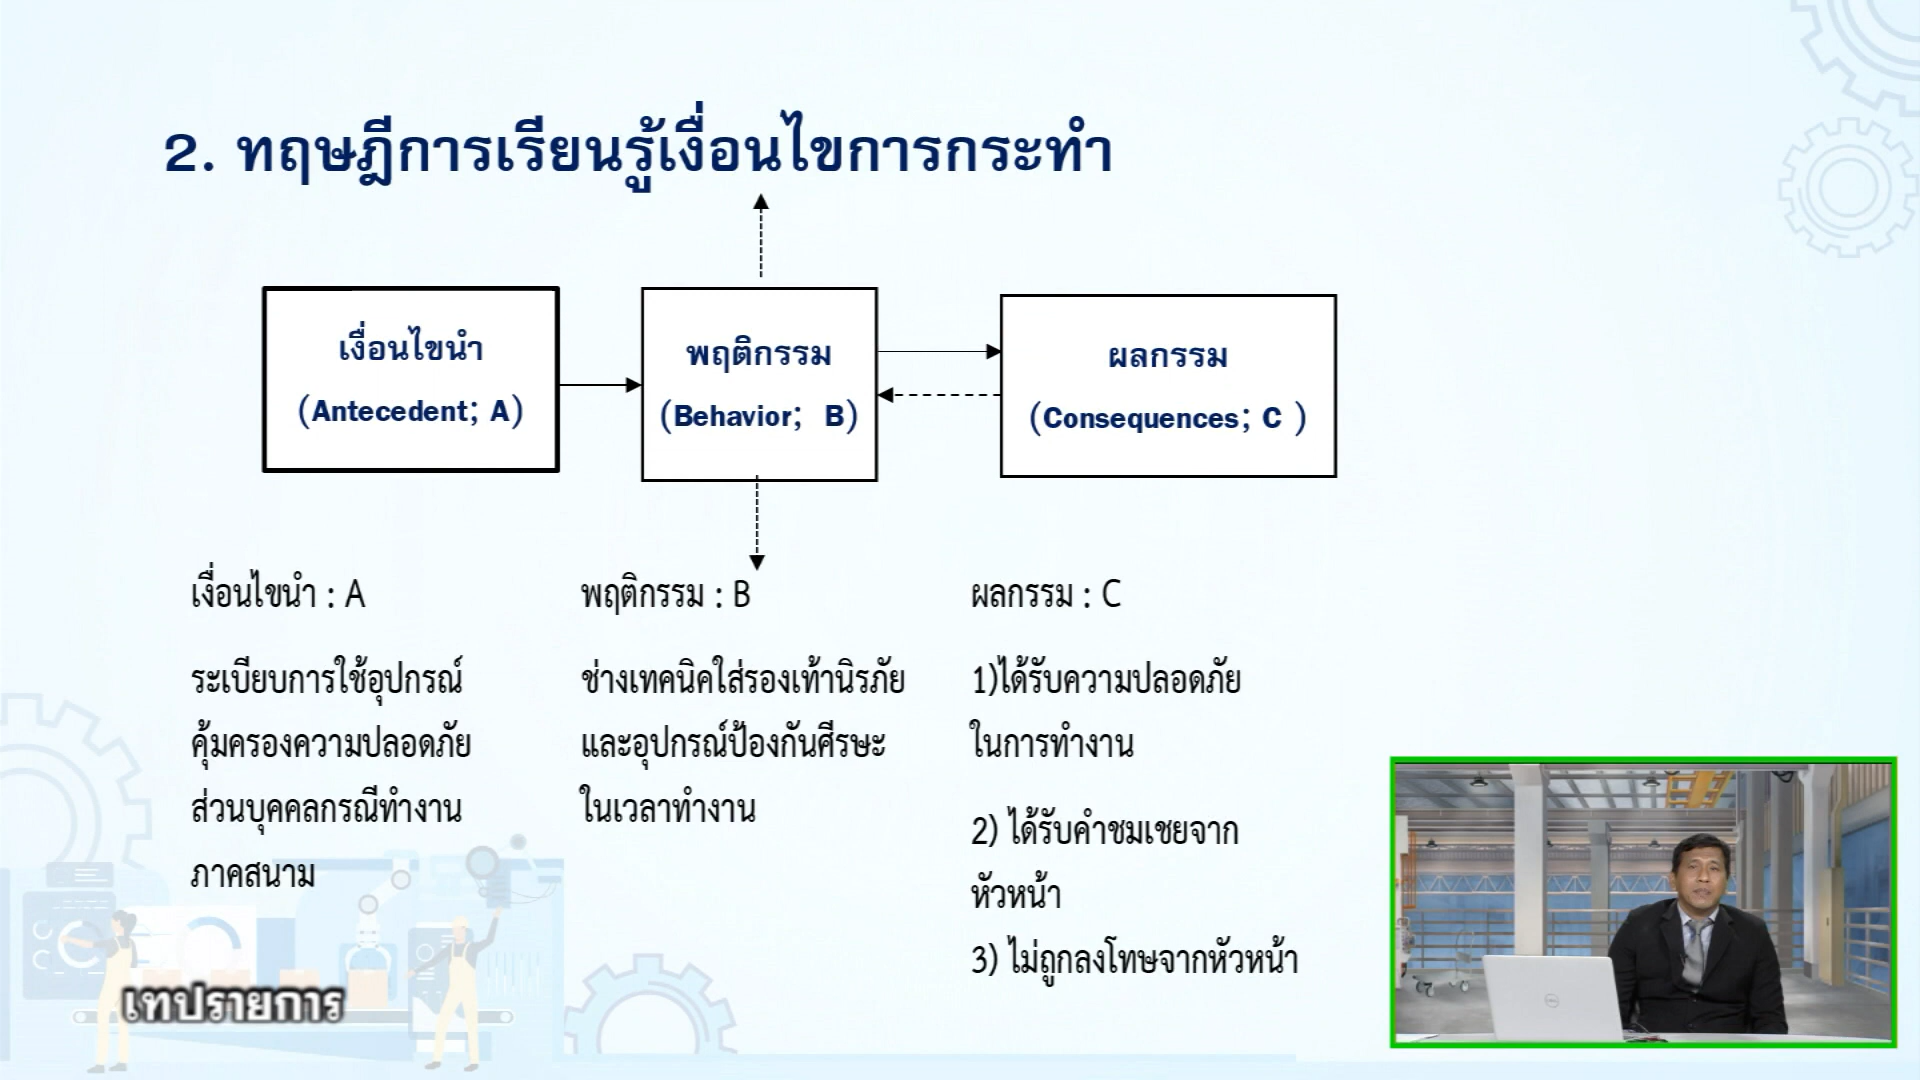 2. ทฤษฎีการเรียนรู้เงื่อนไขการกระทำ
เงื่อนไขนำ
(Antecedent; A)
พฤติกรรม
(Behavior; B)
ผลกรรม
(Consequences; C )
เงื่อนไขนำ : A
ระเบียบการใช้อุปกรณ์
คุ้มครองความปลอดภัย
ส่วนบุคคลกรณีทำงาน
ภาคสนาม
พฤติกรรม : B
ช่างเทคนิคใส่รองเท้านิรภัย
และอุปกรณ์ป้องกันศีรษะ
ในเวลาทำงาน
ผลกรรม : C
1)ได้รับความปลอดภัย
ในการทำงาน
2) ได้รับคำชมเชยจาก
หัวหน้า
3) ไม่ถูกลงโทษจากหัวหน้า
เทปรายการ